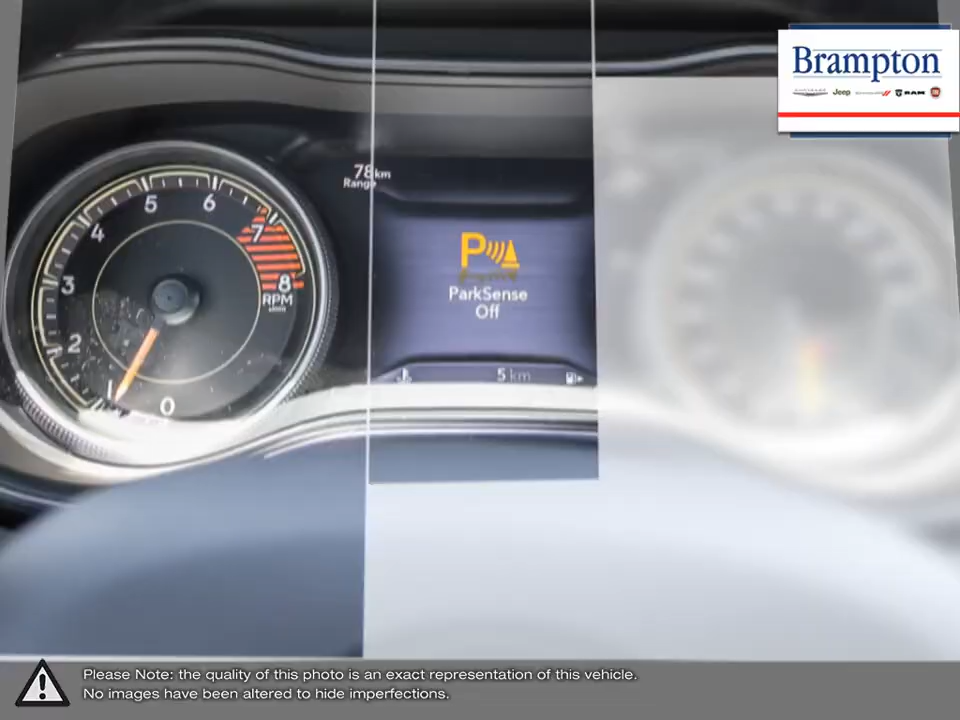 Brampton
Jeep
RAM
78km
Range
5
6
4
7
3
8
RPM
2
1
0
ParkSense
Off
5 km
Please Note: the quality of this photo is an exact representation of this vehicle.
No images have been altered to hide imperfections.